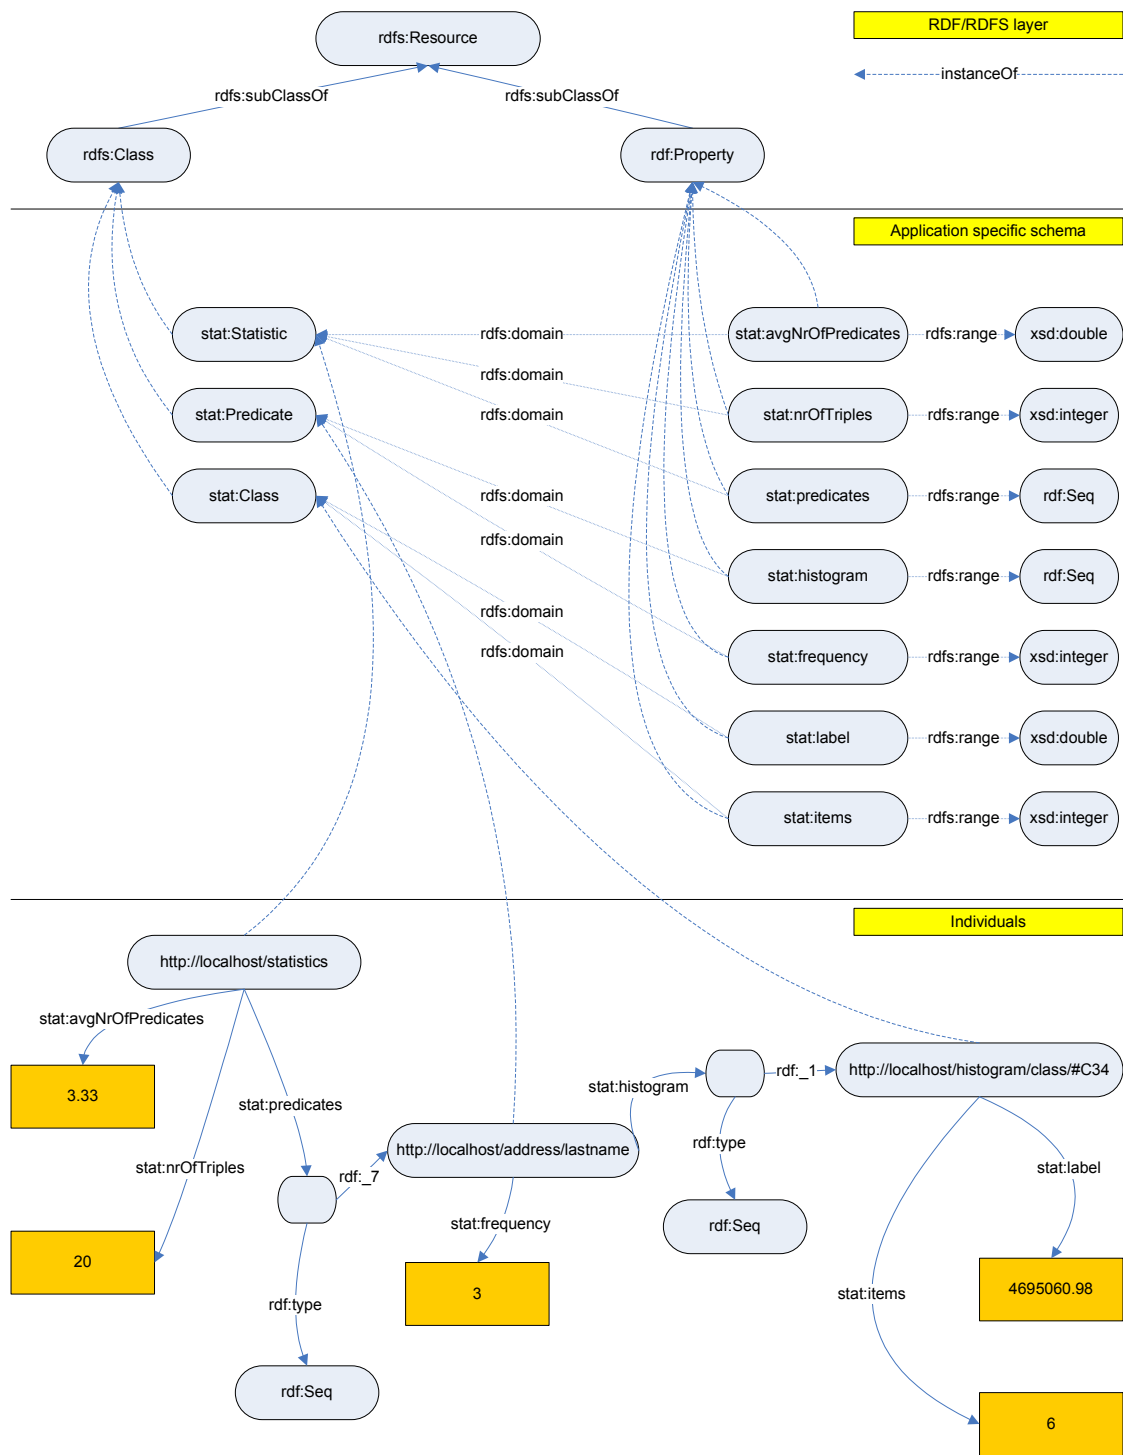 rdfs:Resource
RDF/RDFS layer
instanceOf
rdfs:subClassOf
rdfs:subClassOf
rdfs:Class
rdf:Property
Application specific schema
stat:Statistic
rdfs:domain
stat:avgNrOfPredicates
rdfs:range
xsd:double
rdfs:domain
stat:Predicate
rdfs:domain
stat:nrOfTriples
rdfs:range
xsd:integer
stat:Class
rdfs:domain
stat:predicates
rdfs:range
rdf:Seq
rdfs:domain
stat:histogram
rdfs:range
rdf:Seq
rdfs:domain
rdfs:domain
stat:frequency
rdfs:range
xsd:integer
stat:label
rdfs:range
xsd:double
stat:items
rdfs:range
xsd:integer
Individuals
http://localhost/statistics
stat:avgNrOfPredicates
3.33
stat:predicates
stat:histogram
rdf:_1
http://localhost/histogram/class/#C34
stat:nrOfTriples
rdf:_7
http://localhost/address/lastname
rdf:type
stat:label
stat:frequency
rdf:Seq
20
3
stat:items
4695060.98
rdf:type
rdf:Seq
6